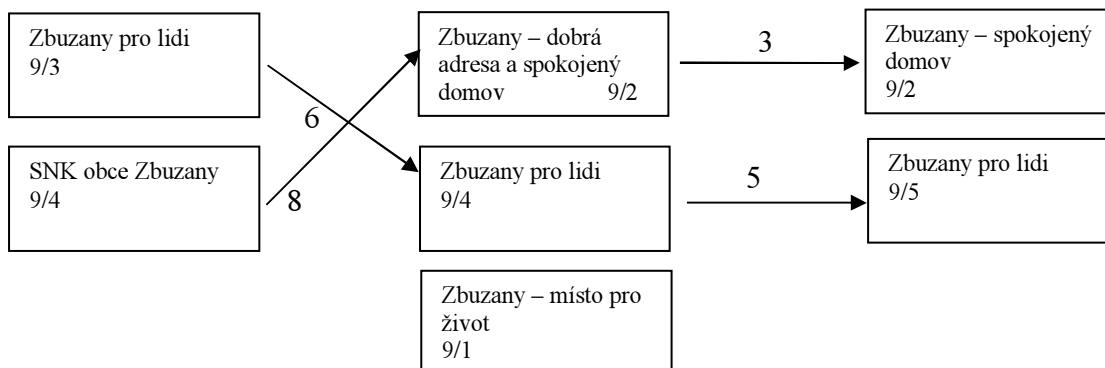 Zbuzany pro lidi
9/3
Zbuzany – dobrá
adresa a spokojený
domov 9/2
3
Zbuzany – spokojený
domov
9/2
6
SNK obce Zbuzany
9/4
8
Zbuzany pro lidi
9/4
5
Zbuzany pro lidi
9/5
Zbuzany – místo pro
život
9/1